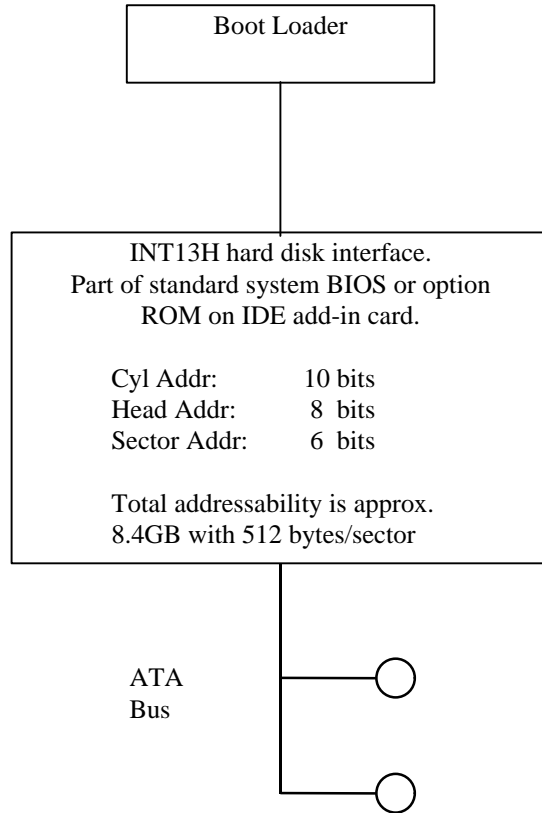 Boot Loader
INT13H hard disk interface.
Part of standard system BIOS or option
ROM on IDE add-in card.
Cyl Addr: 10 bits
Head Addr: 8 bits
Sector Addr: 6 bits
Total addressability is approx.
8.4GB with 512 bytes/sector
ATA
Bus